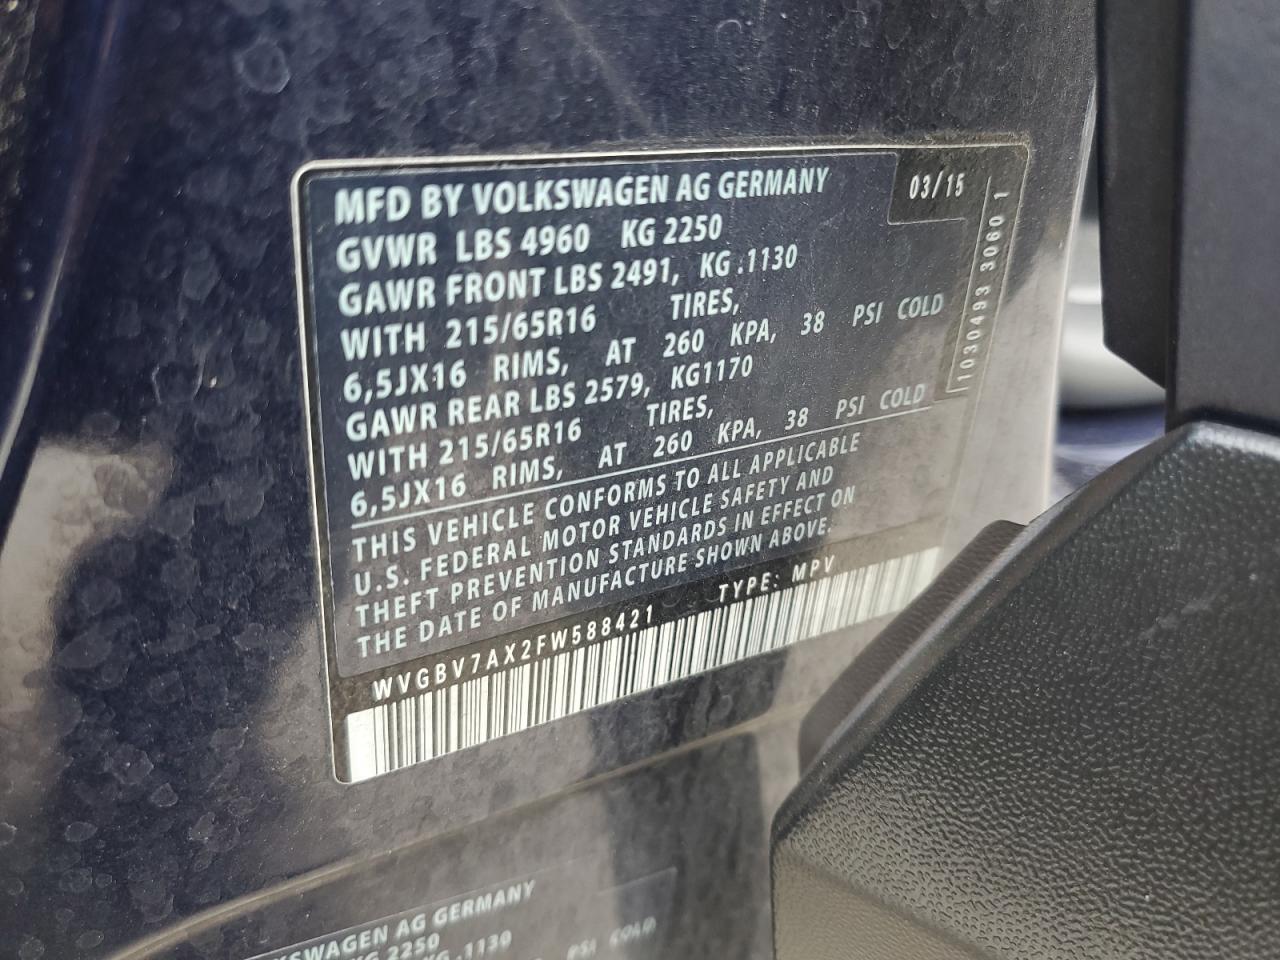 MFD BY VOLKSWAGEN AG GERMANY 03/15
GVWR LBS 4960 KG 2250
GAWR FRONT LBS 2491, KG .1130
WITH 215/65R16 TIRES,
6,5JX16 RIMS, AT 260 KPA, 38 PSI COLD
GAWR REAR LBS 2579, KG1170
WITH 215/65R16 TIRES,
6,5JX16 RIMS, AT 260 KPA, 38 PSI COLD
THIS VEHICLE CONFORMS TO ALL APPLICABLE
U.S. FEDERAL MOTOR VEHICLE SAFETY AND
THEFT PREVENTION STANDARDS IN EFFECT ON
THE DATE OF MANUFACTURE SHOWN ABOVE.
WVGBV7AX2FW588421 TYPE: MPV
1030493 3060 1
AG GERMANY
2250
KG .1130
PSI COLD